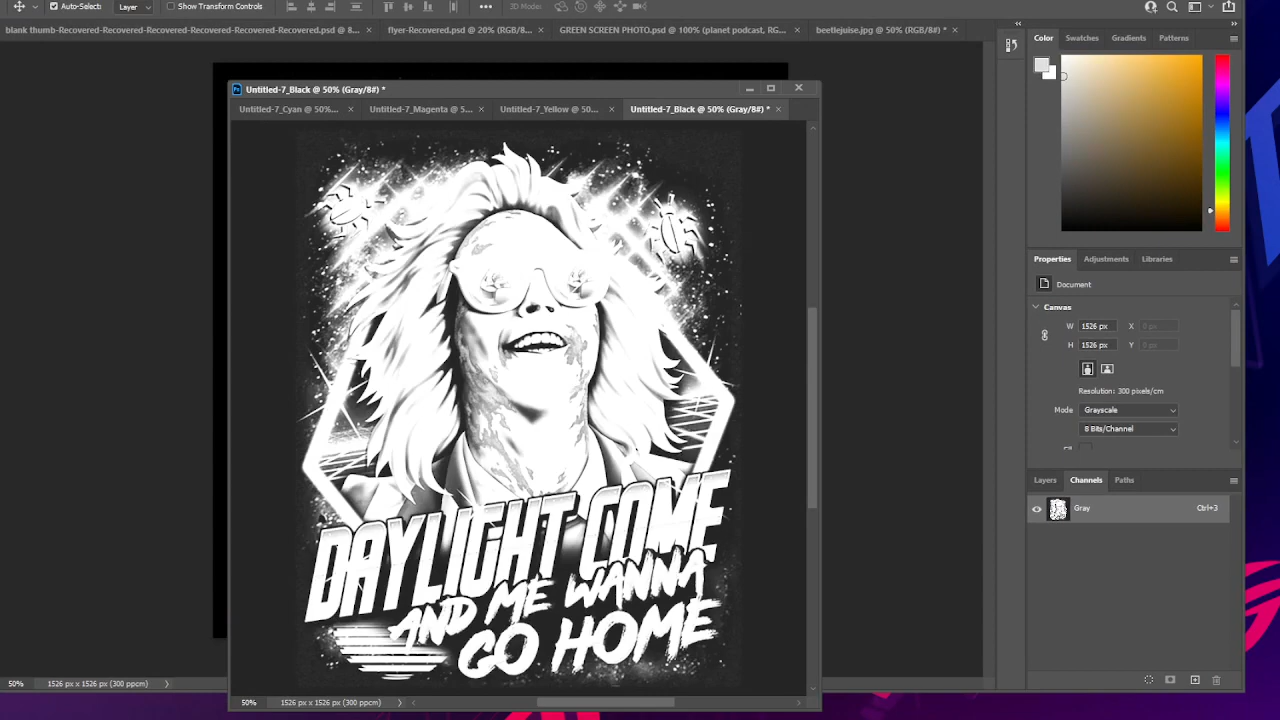 Auto-Select:
Layer
Show Transform Controls
3D Mode:
blank thumb-Recovered-Recovered-Recovered-Recovered-Recovered-Recovered.psd @ 8...
flyer-Recovered.psd @ 20% (RGB/8...
GREEN SCREEN PHOTO.psd @ 100% (planet podcast, RG...
beetlejuise.jpg @ 50% (RGB/8#) *
Untitled-7_Black @ 50% (Gray/8#) *
Untitled-7_Cyan @ 50%...
Untitled-7_Magenta @ 5...
Untitled-7_Yellow @ 50...
Untitled-7_Black @ 50% (Gray/8#) *
DAYLIGHT COME
AND ME WANNA
GO HOME
50%
1526 px x 1526 px (300 ppcm)
50%
1526 px x 1526 px (300 ppcm)
Color
Swatches
Gradients
Patterns
Properties
Adjustments
Libraries
Document
Canvas
W
1526 px
X
0 px
H
1526 px
Y
0 px
Resolution: 300 pixels/cm
Mode
Grayscale
8 Bits/Channel
Layers
Channels
Paths
Gray
Ctrl+3